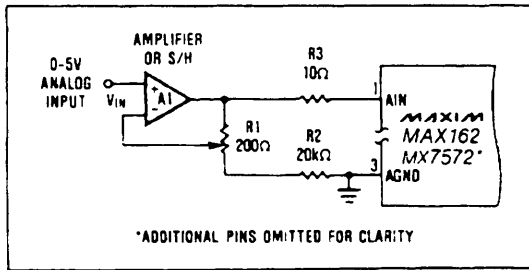 AMPLIFIER
OR S/H
0-5V
ANALOG
INPUT
VIN
+
-
A1
R1
200Ω
R3
10Ω
R2
20kΩ
1
AIN
MAXIM
MAX162
MX7572*
3
AGND
*ADDITIONAL PINS OMITTED FOR CLARITY